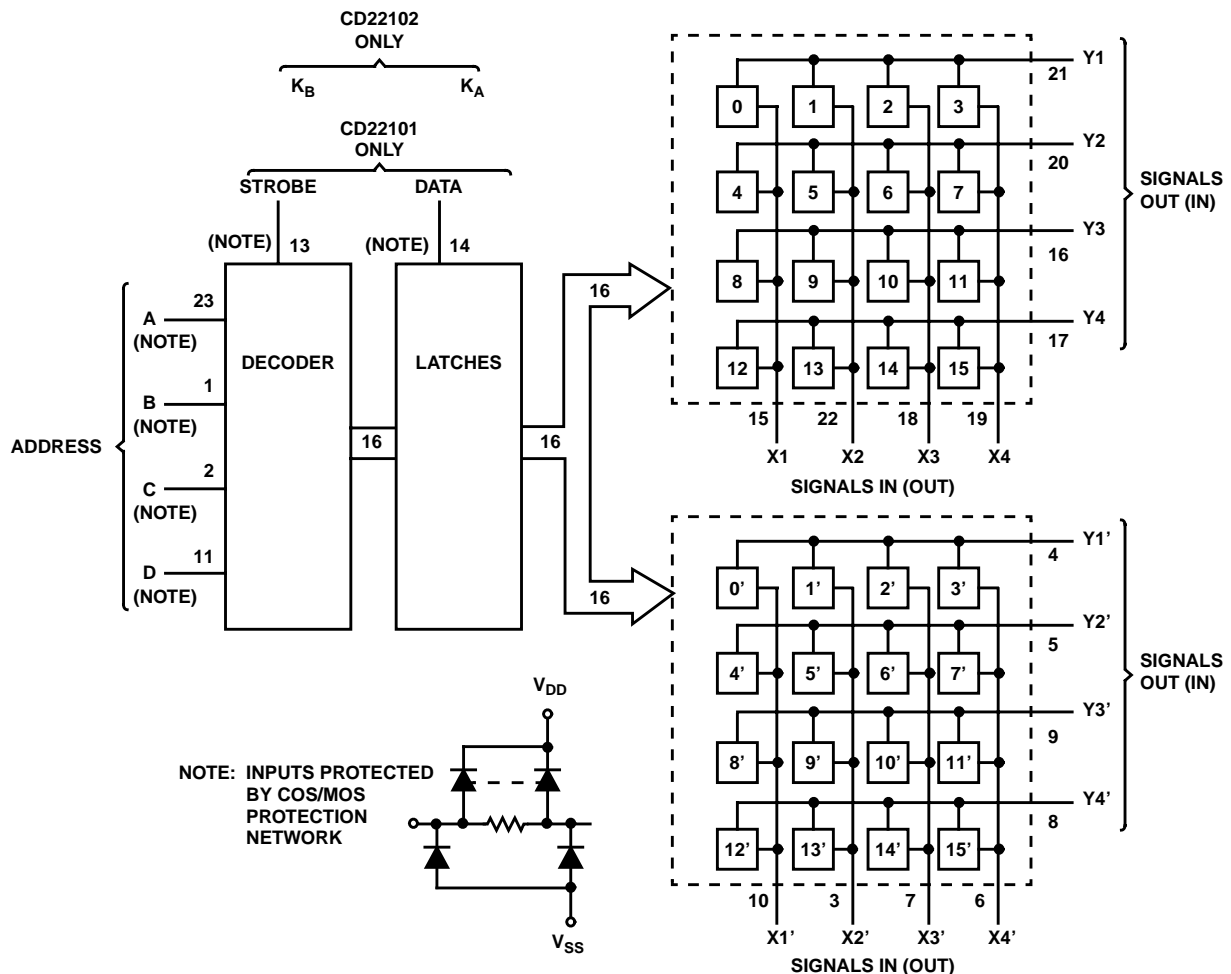 CD22102
ONLY
KB KA
CD22101
ONLY
STROBE DATA
(NOTE) 13 (NOTE) 14
ADDRESS
A 23
(NOTE)
B 1
(NOTE)
C 2
(NOTE)
D 11
(NOTE)
DECODER
16
LATCHES
16
16
16
0 1 2 3 21 Y1
4 5 6 7 20 Y2
8 9 10 11 16 Y3
12 13 14 15 17 Y4
15 22 18 19
X1 X2 X3 X4
SIGNALS IN (OUT)
SIGNALS
OUT (IN)
0' 1' 2' 3' 4 Y1'
4' 5' 6' 7' 5 Y2'
8' 9' 10' 11' 9 Y3'
12' 13' 14' 15' 8 Y4'
10 3 7 6
X1' X2' X3' X4'
SIGNALS IN (OUT)
SIGNALS
OUT (IN)
VDD
NOTE: INPUTS PROTECTED
BY COS/MOS
PROTECTION
NETWORK
VSS